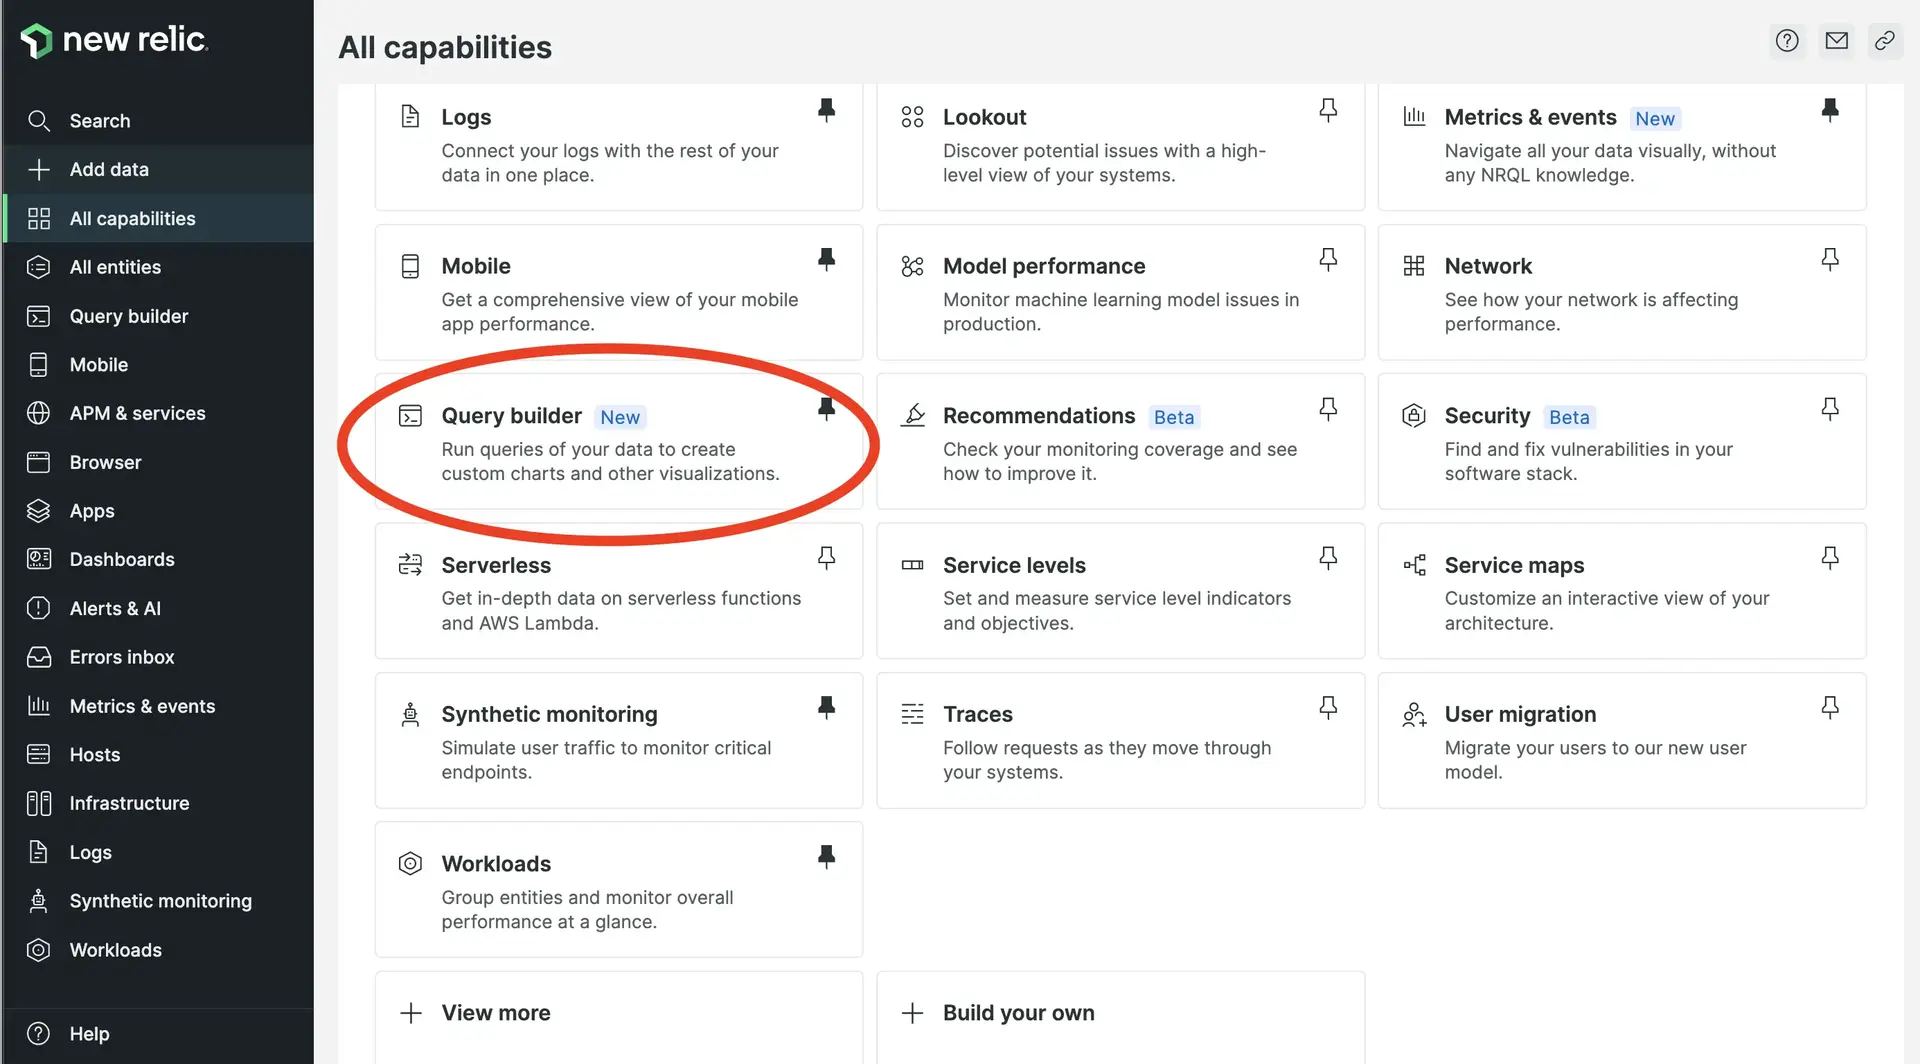 new relic.
Search
Add data
All capabilities
All entities
Query builder
Mobile
APM & services
Browser
Apps
Dashboards
Alerts & AI
Errors inbox
Metrics & events
Hosts
Infrastructure
Logs
Synthetic monitoring
Workloads
Help
All capabilities
Logs
Connect your logs with the rest of your
data in one place.
Lookout
Discover potential issues with a high-
level view of your systems.
Metrics & events New
Navigate all your data visually, without
any NRQL knowledge.
Mobile
Get a comprehensive view of your mobile
app performance.
Model performance
Monitor machine learning model issues in
production.
Network
See how your network is affecting
performance.
Query builder New
Run queries of your data to create
custom charts and other visualizations.
Recommendations Beta
Check your monitoring coverage and see
how to improve it.
Security Beta
Find and fix vulnerabilities in your
software stack.
Serverless
Get in-depth data on serverless functions
and AWS Lambda.
Service levels
Set and measure service level indicators
and objectives.
Service maps
Customize an interactive view of your
architecture.
Synthetic monitoring
Simulate user traffic to monitor critical
endpoints.
Traces
Follow requests as they move through
your systems.
User migration
Migrate your users to our new user
model.
Workloads
Group entities and monitor overall
performance at a glance.
View more
Build your own